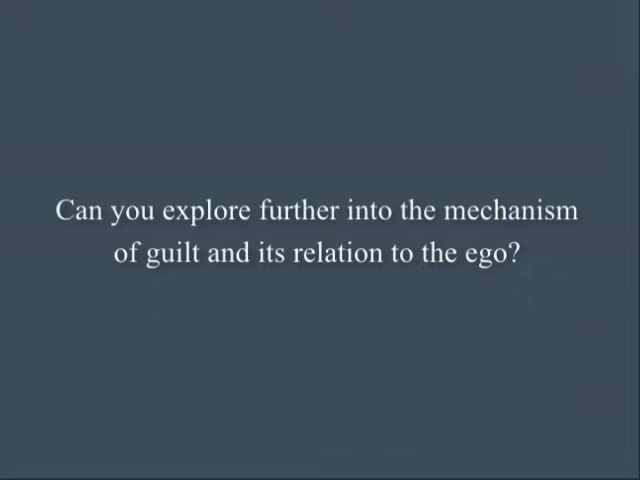 Can you explore further into the mechanism
of guilt and its relation to the ego?